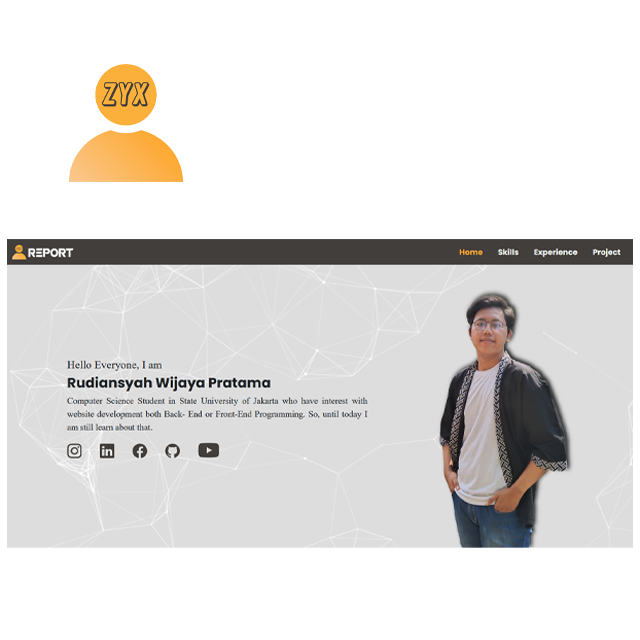 ZYX
REPORT
Home Skills Experience Project
Hello Everyone, I am
Rudiansyah Wijaya Pratama
Computer Science Student in State University of Jakarta who have interest with
website development both Back- End or Front-End Programming. So, until today I
am still learn about that.